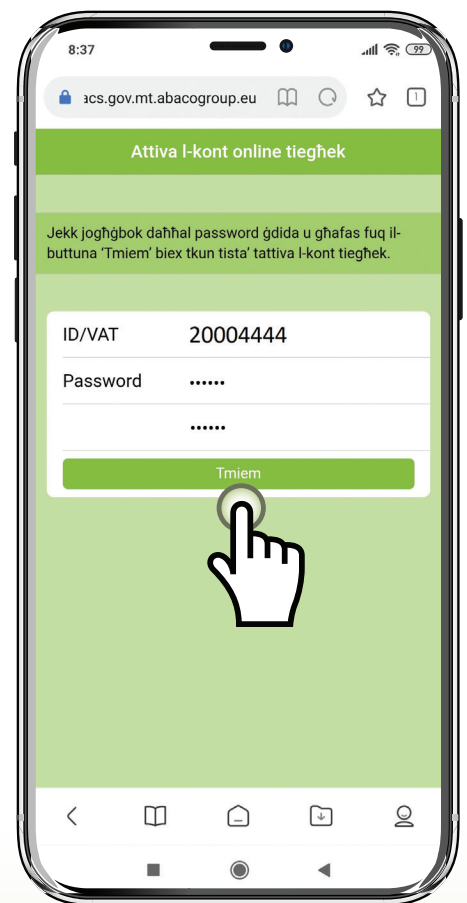 8:37
99
acs.gov.mt.abacogroup.eu
1
Attiva l-kont online tiegħek
Jekk jogħġbok daħħal password ġdida u għafas fuq il-
buttuna ‘Tmiem’ biex tkun tista’ tattiva l-kont tiegħek.
ID/VAT 20004444
Password ······
······
Tmiem